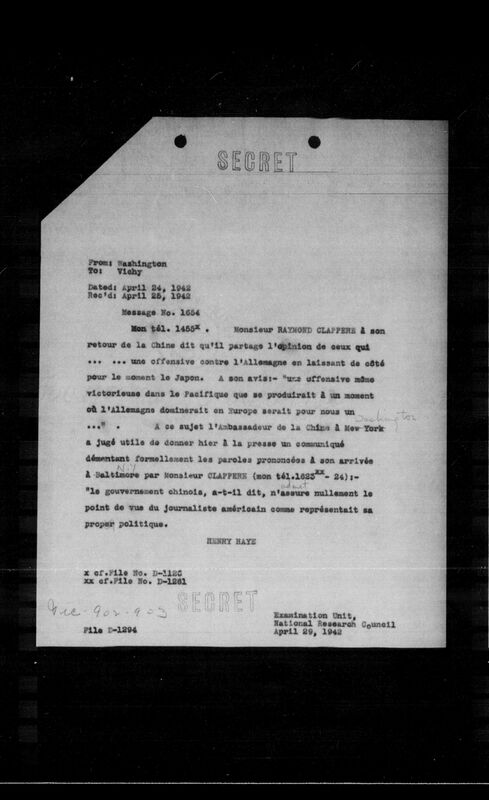 SECRET
From: Washington
To: Vichy
Dated: April 24, 1942
Rec'd: April 25, 1942
Message No. 1654
Mon tél. 1455x . Monsieur RAYMOND CLAPPERE à son
retour de la Chine dit qu'il partage l'opinion de ceux qui
... ... une offensive contre l'Allemagne en laissant de côté
pour le moment le Japon. A son avis:- "une offensive même
victorieuse dans le Pacifique que se produirait à un moment
où l'Allemagne dominerait en Europe serait pour nous un
Washington
..." . A ce sujet l'Ambassadeur de la Chine à New York
a jugé utile de donner hier à la presse un communiqué
démentant formellement les paroles prononcées à son arrivée
N.Y.
à Baltimore par Monsieur CLAPPERE (mon tél.1623xx- 24):-
admet
"le gouvernement chinois, a-t-il dit, n'assure nullement le
point de vue du journaliste américain comme représentait sa
proper politique.
HENRY HAYE
x cf.File No. D-1120
xx cf.File No. D-1261
SECRET
902-903
File D-1294
Examination Unit,
National Research Council
April 29, 1942